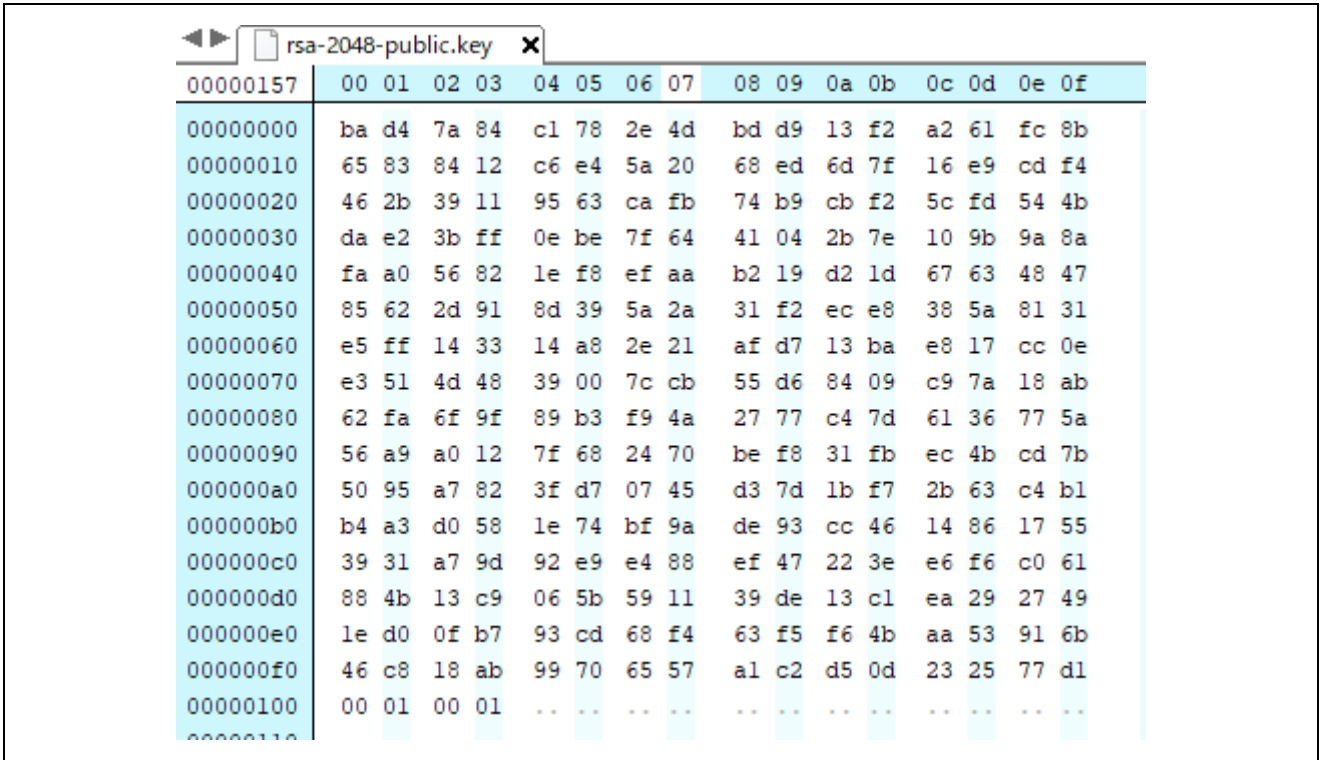 rsa-2048-public.key
00000157 00 01 02 03 04 05 06 07 08 09 0a 0b 0c 0d 0e 0f
00000000 ba d4 7a 84 c1 78 2e 4d bd d9 13 f2 a2 61 fc 8b
00000010 65 83 84 12 c6 e4 5a 20 68 ed 6d 7f 16 e9 cd f4
00000020 46 2b 39 11 95 63 ca fb 74 b9 cb f2 5c fd 54 4b
00000030 da e2 3b ff 0e be 7f 64 41 04 2b 7e 10 9b 9a 8a
00000040 fa a0 56 82 1e f8 ef aa b2 19 d2 1d 67 63 48 47
00000050 85 62 2d 91 8d 39 5a 2a 31 f2 ec e8 38 5a 81 31
00000060 e5 ff 14 33 14 a8 2e 21 af d7 13 ba e8 17 cc 0e
00000070 e3 51 4d 48 39 00 7c cb 55 d6 84 09 c9 7a 18 ab
00000080 62 fa 6f 9f 89 b3 f9 4a 27 77 c4 7d 61 36 77 5a
00000090 56 a9 a0 12 7f 68 24 70 be f8 31 fb ec 4b cd 7b
000000a0 50 95 a7 82 3f d7 07 45 d3 7d 1b f7 2b 63 c4 b1
000000b0 b4 a3 d0 58 1e 74 bf 9a de 93 cc 46 14 86 17 55
000000c0 39 31 a7 9d 92 e9 e4 88 ef 47 22 3e e6 f6 c0 61
000000d0 88 4b 13 c9 06 5b 59 11 39 de 13 c1 ea 29 27 49
000000e0 1e d0 0f b7 93 cd 68 f4 63 f5 f6 4b aa 53 91 6b
000000f0 46 c8 18 ab 99 70 65 57 a1 c2 d5 0d 23 25 77 d1
00000100 00 01 00 01 .. .. .. .. .. .. .. .. .. .. .. ..